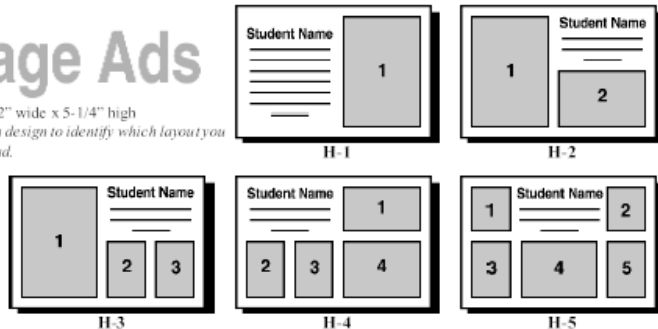 age Ads
2" wide x 5-1/4" high
design to identify which layout you
Student Name
1
H-1
1
Student Name
2
H-2
1
Student Name
2 3
H-3
Student Name
1
2 3 4
H-4
1 Student Name 2
3 4 5
H-5